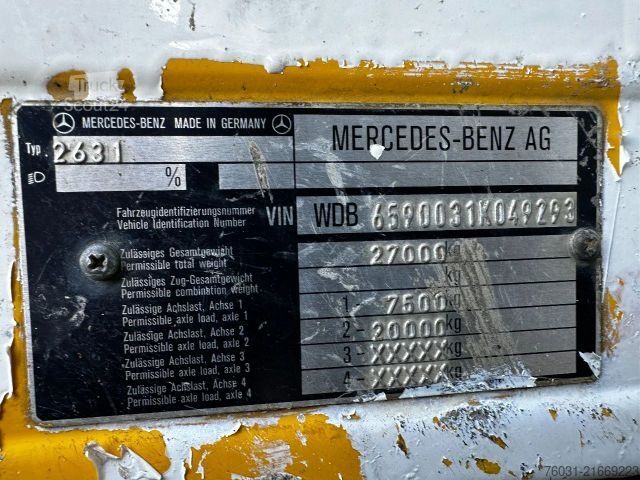 Truck
Scout24
MERCEDES-BENZ MADE IN GERMANY
MERCEDES-BENZ AG
Typ 2631
%
Fahrzeugidentifizierungsnummer
Vehicle Identification Number
VIN WDB 6590031K049293
Zulässiges Gesamtgewicht
Permissible total weight
27000 kg
Zulässiges Zug-Gesamtgewicht
Permissible combination weight
kg
Zulässige Achslast, Achse 1
Permissible axle load, axle 1
1 - 7500 kg
Zulässige Achslast, Achse 2
Permissible axle load, axle 2
2 - 20000 kg
Zulässige Achslast, Achse 3
Permissible axle load, axle 3
3 - XXXXX kg
Zulässige Achslast, Achse 4
Permissible axle load, axle 4
4 - XXXXX kg
76031-21669223